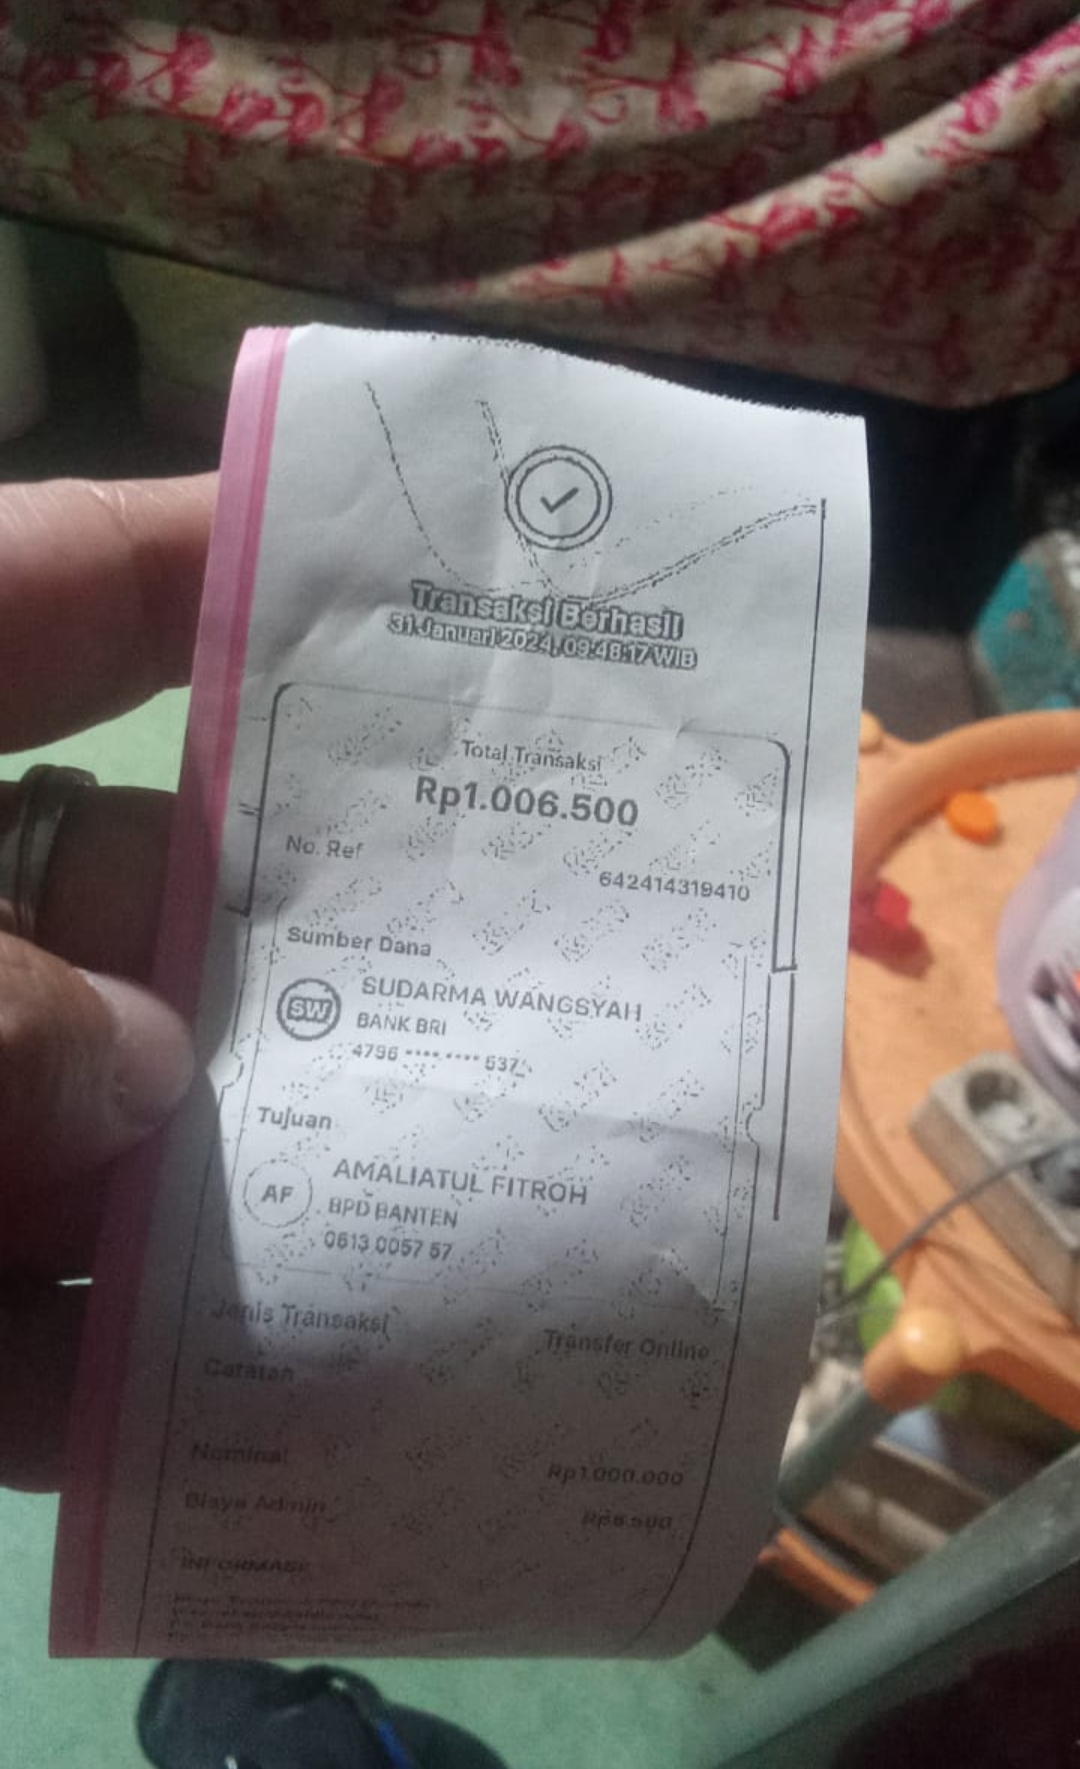 Transaksi Berhasil
31 Januari 2024, 09:48:17 WIB
Total Transaksi
Rp1.006.500
No. Ref
642414319410
Sumber Dana
SW
SUDARMA WANGSYAH
BANK BRI
4796 **** **** 537
Tujuan
AF
AMALIATUL FITROH
BPD BANTEN
0613 0057 57
Jenis Transaksi
Transfer Online
Catatan
Nominal
Rp1.000.000
Biaya Admin
Rp6.500
INFORMASI